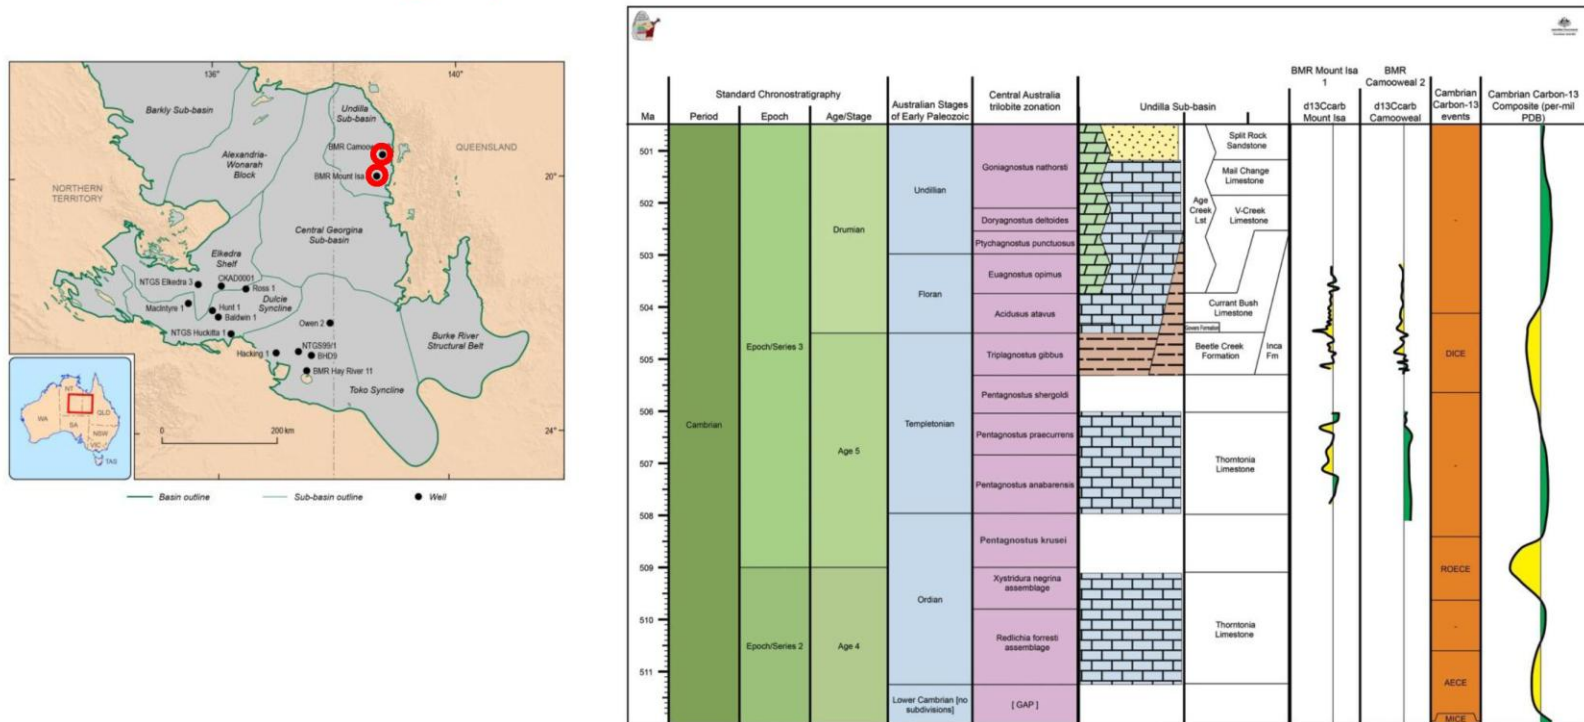 136°
140°
Barkly Sub-basin
Undilla
Sub-basin
BMR Camoow
QUEENSLAND
Alexandria-
Wonarah
Block
BMR Mount Isa
20°
NORTHERN
TERRITORY
Central Georgina
Sub-basin
Elkedra
Shelf
NTGS Elkedra 3
CKAD0001
Ross 1
MacIntyre 1
Hunt 1
Dulcie
Syncline
Baldwin 1
Owen 2
NTGS Huckitta 1
Burke River
Structural Belt
NTGS99/1
Hacking 1
BHD9
BMR Hay River 11
Toko Syncline
NT
QLD
WA
SA
NSW
VIC
TAS
0
200 km
24°
Basin outline
Sub-basin outline
Well
BMR Mount Isa
1
BMR
Camooweal 2
Standard Chronostratigraphy
Ma
Period
Epoch
Age/Stage
Australian Stages
of Early Paleozoic
Central Australia
trilobite zonation
Undilla Sub-basin
d13Ccarb
Mount Isa
d13Ccarb
Camooweal
Cambrian
Carbon-13
events
Cambrian Carbon-13
Composite (per-mil
PDB)
501
502
503
504
505
506
507
508
509
510
511
Cambrian
Epoch/Series 3
Epoch/Series 2
Drumian
Age 5
Age 4
Undillian
Floran
Templetonian
Ordian
Lower Cambrian [no
subdivisions]
Goniagnostus nathorsti
Doryagnostus deltoides
Ptychagnostus punctuosus
Euagnostus opimus
Acidusus atavus
Triplagnostus gibbus
Pentagnostus shergoldi
Pentagnostus praecurrens
Pentagnostus anabarensis
Pentagnostus krusei
Xystridura negrina
assemblage
Redlichia forresti
assemblage
[ GAP ]
Split Rock
Sandstone
Mail Change
Limestone
Age
Creek
Lst
V-Creek
Limestone
Currant Bush
Limestone
Beetle Creek
Formation
Inca
Fm
Thorntonia
Limestone
Thorntonia
Limestone
-
DICE
-
ROECE
-
AECE
MICE